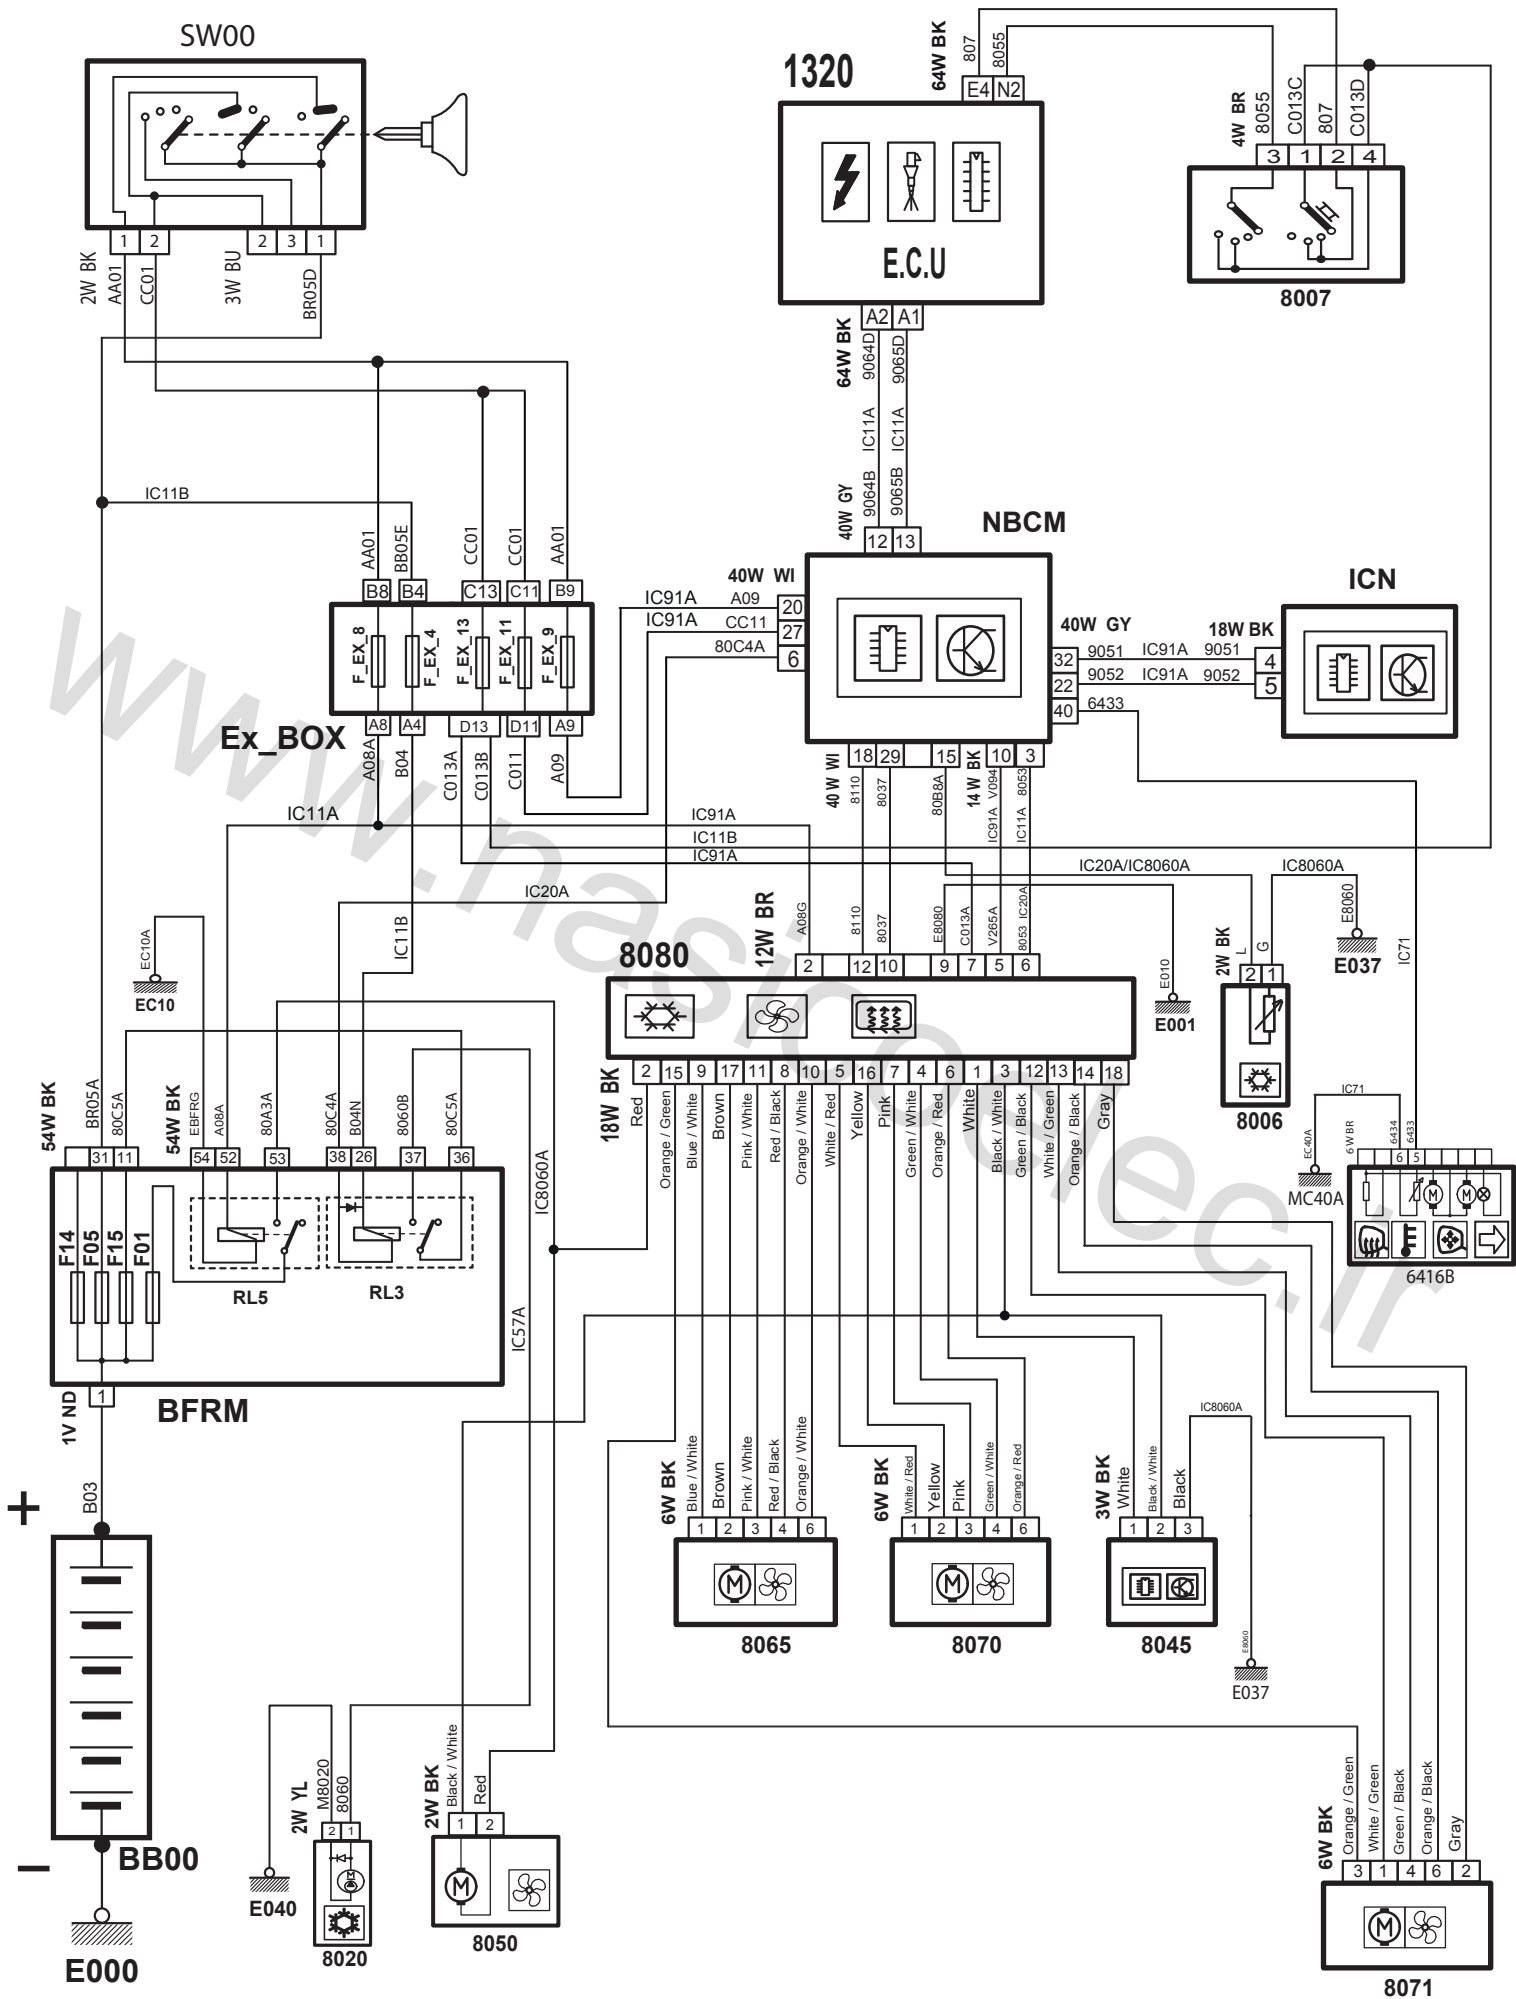 SW00
1 2 2 3 1
2W BK
AA01
CC01
3W BU
BR05D
1320
64W BK
807
8055
E4 N2
E.C.U
A2 A1
64W BK
9064D
9065D
IC11A
IC11A
9064B
9065B
40W GY
12 13
4W BR
8055
C013C
807
C013D
3 1 2 4
8007
IC11B
AA01
BB05E
CC01
CC01
AA01
B8 B4 C13 C11 B9
F_EX_8
F_EX_4
F_EX_13
F_EX_11
F_EX_9
A8 A4 D13 D11 A9
Ex_BOX
A08A
B04
C013A
C013B
C011
A09
NBCM
40W WI
IC91A A09 20
IC91A CC11 27
80C4A 6
40W GY
32 9051 IC91A 9051 4
22 9052 IC91A 9052 5
40 6433
18W BK
ICN
18 29 15 10 3
40 W WI
8110
8037
80B8A
14 W BK
IC91A V094
IC11A 8053
IC11A
IC91A
IC11B
IC91A
IC20A
IC20A/IC8060A
IC8060A
IC11B
EC10A
EC10
8080
12W BR
A08G
8110
8037
E8080
C013A
V265A
8053 IC20A
2 12 10 9 7 5 6
E010
E001
2W BK
L
G
2 1
8006
E8060
E037
IC71
IC71
EC40A
MC40A
6 W BR
6434
6433
6 5
M M
6416B
54W BK
BR05A
80C5A
54W BK
EBFRG
A08A
80A3A
80C4A
B04N
8060B
80C5A
31 11 54 52 53 38 26 37 36
F14
F05
F15
F01
RL5
RL3
IC8060A
IC57A
1
BFRM
1V ND
B03
+
BB00
–
E000
18W BK
2 15 9 17 11 8 10 5 16 7 4 6 1 3 12 13 14 18
Red
Orange / Green
Blue / White
Brown
Pink / White
Red / Black
Orange / White
White / Red
Yellow
Pink
Green / White
Orange / Red
White
Black / White
Green / Black
White / Green
Orange / Black
Gray
6W BK
Blue / White
Brown
Pink / White
Red / Black
Orange / White
1 2 3 4 6
M
8065
6W BK
White / Red
Yellow
Pink
Green / White
Orange / Red
1 2 3 4 6
M
8070
3W BK
White
Black / White
Black
1 2 3
8045
IC8060A
E8060
E037
E040
2W YL
M8020
8060
2 1
M
8020
2W BK
Black / White
Red
1 2
M
8050
6W BK
Orange / Green
White / Green
Green / Black
Orange / Black
Gray
3 1 4 6 2
M
8071
www.nasicoelec.ir